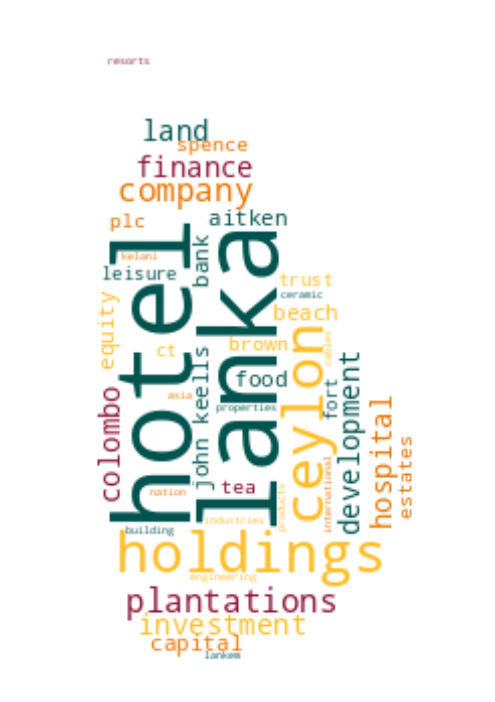 resorts
land
spence
finance
company
plc
aitken
kelani
hotel
bank
lanka
leisure
trust
ceramic
equity
beach
ceylon
brown
cables
ct
john keells
food
fort
development
colombo
asia
properties
hospital
estates
nation
tea
international
products
industries
building
holdings
engineering
plantations
investment
capital
lankem